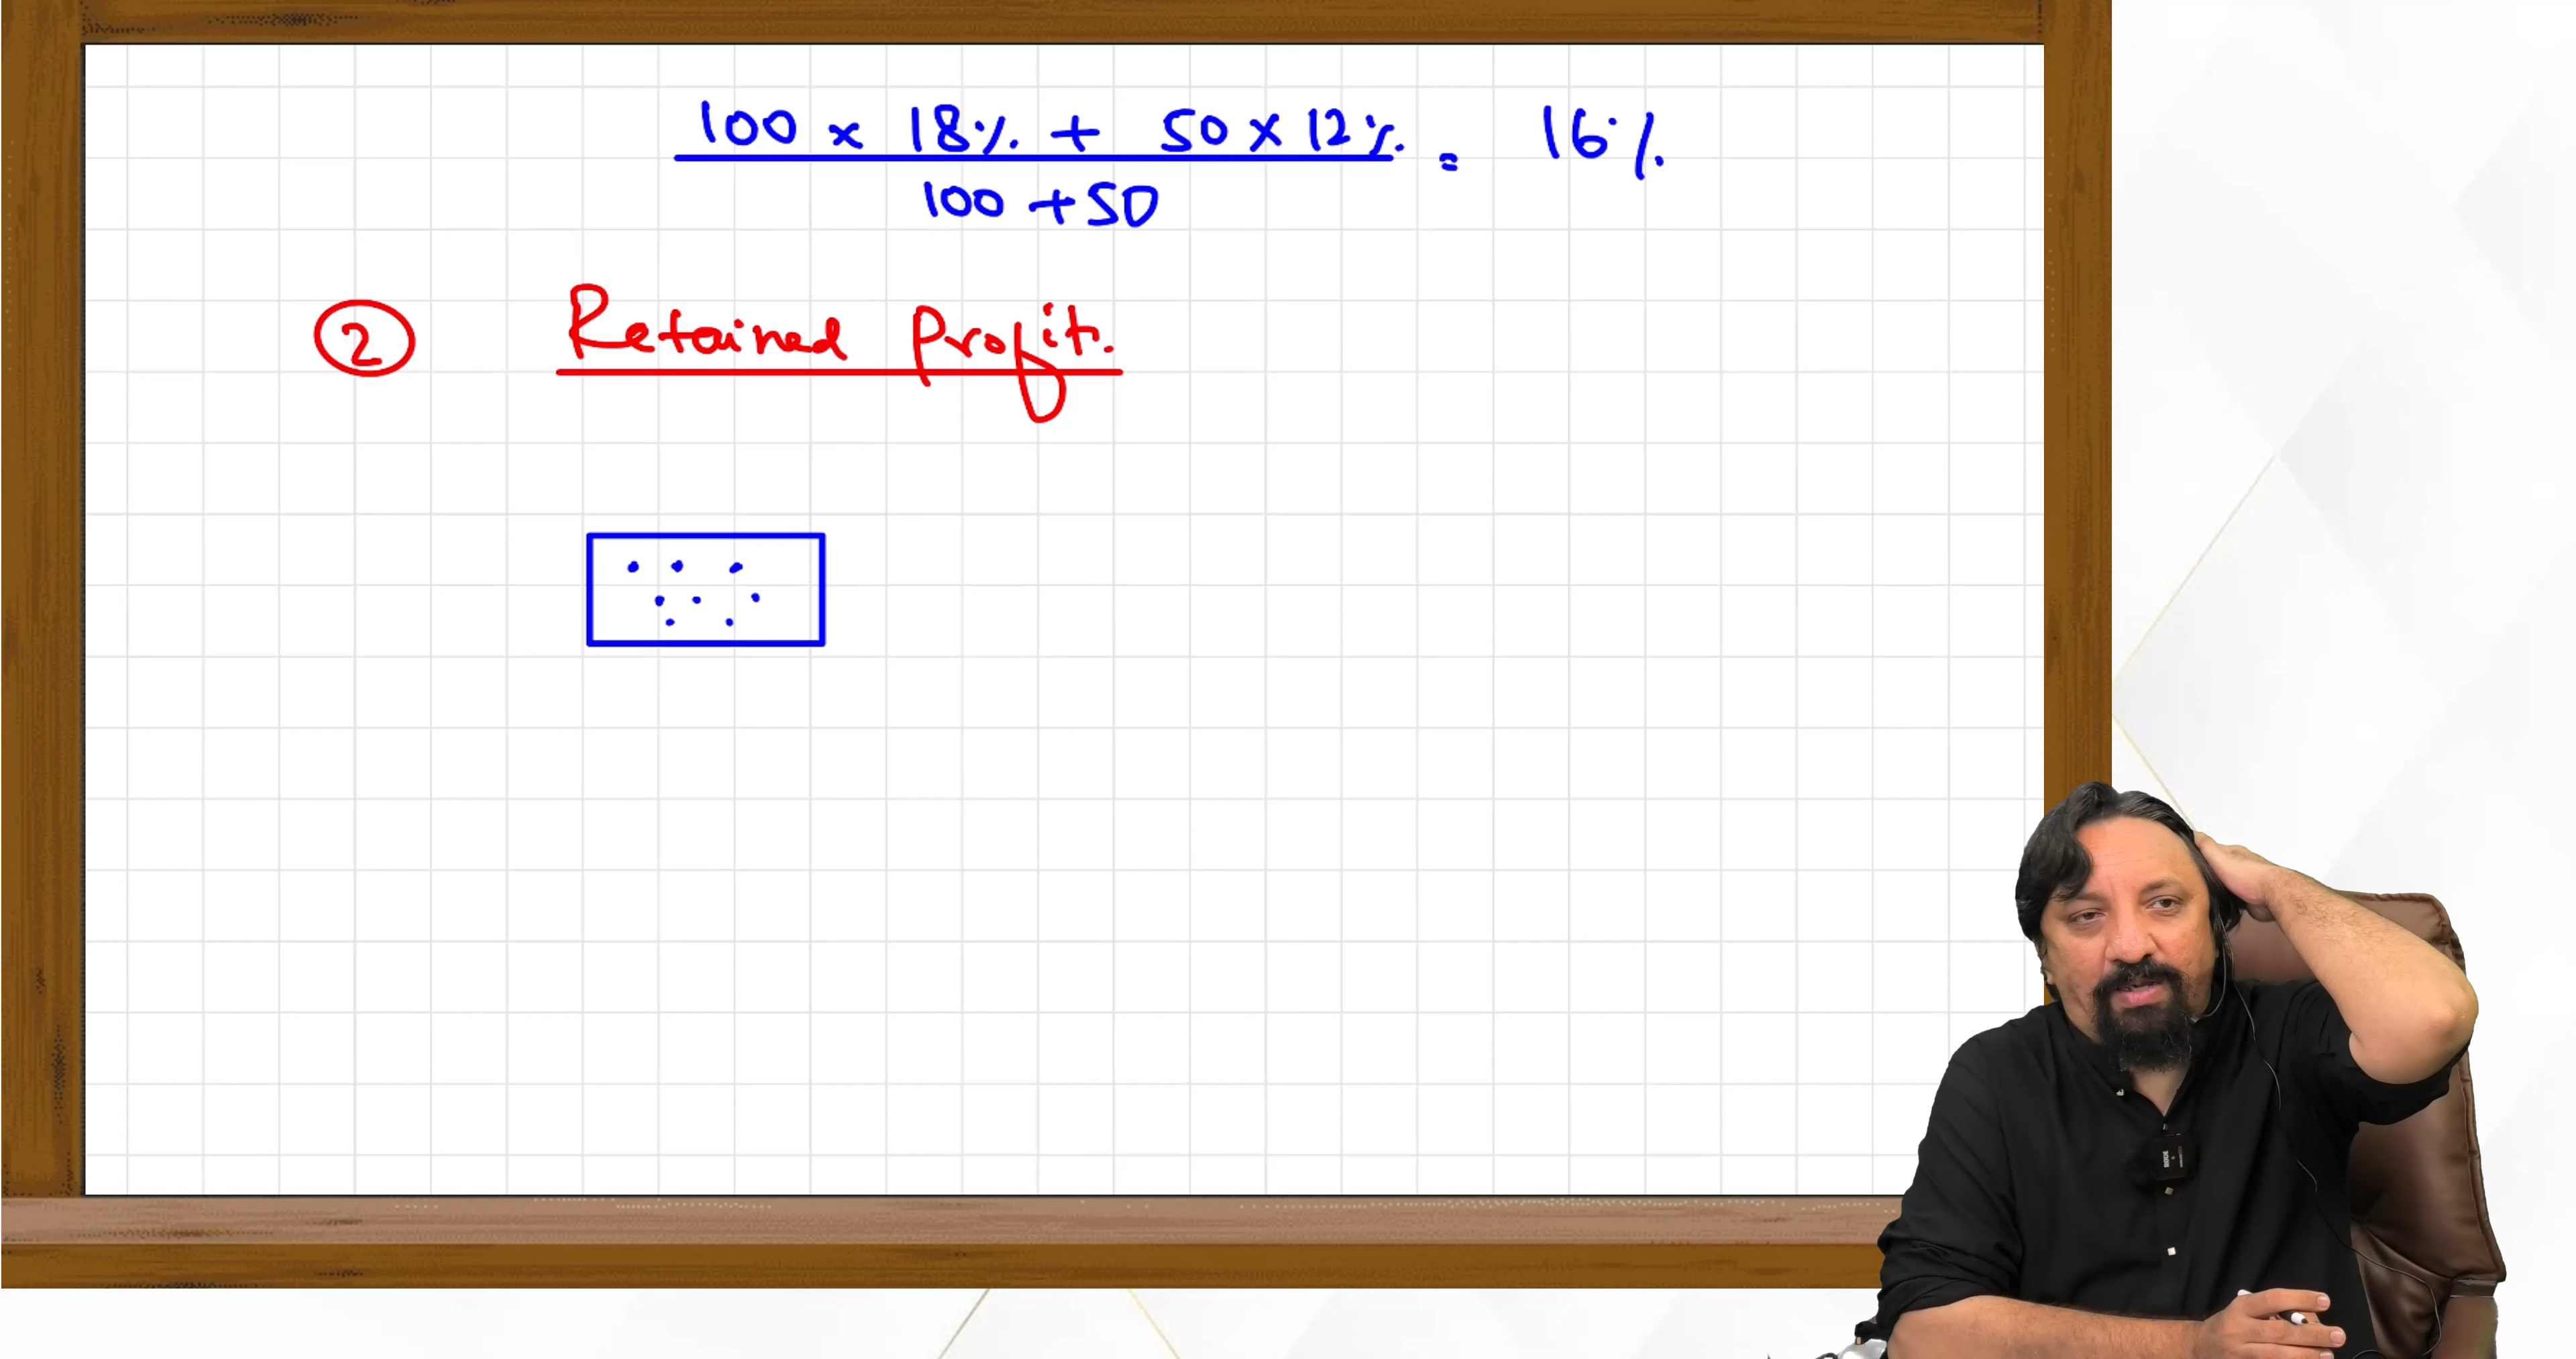 100 x 18% + 50 x 12% = 16%
100 + 50
2 Retained Profit.